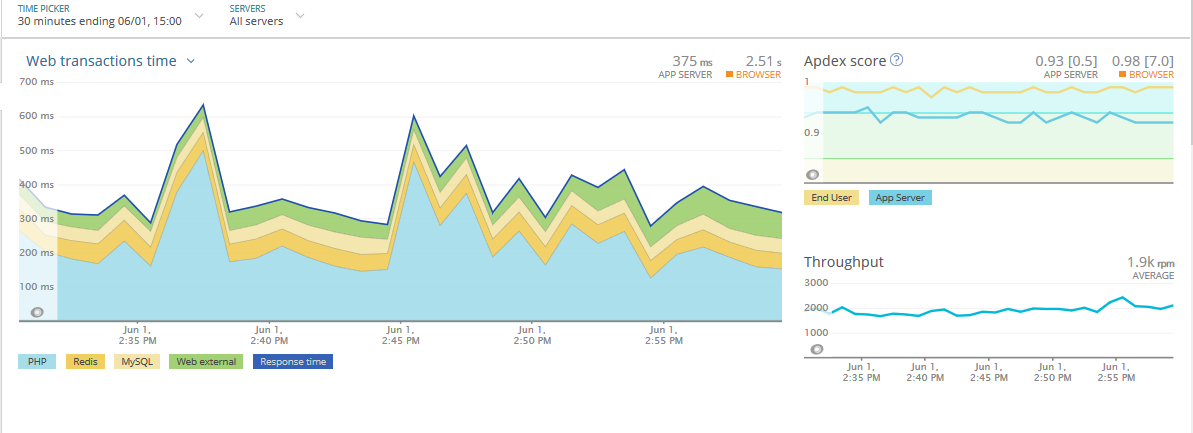 TIME PICKER
30 minutes ending 06/01, 15:00
SERVERS
All servers
Web transactions time
375 ms
APP SERVER
2.51 s
BROWSER
700 ms
600 ms
500 ms
400 ms
300 ms
200 ms
100 ms
Jun 1,
2:35 PM
Jun 1,
2:40 PM
Jun 1,
2:45 PM
Jun 1,
2:50 PM
Jun 1,
2:55 PM
PHP
Redis
MySQL
Web external
Response time
Apdex score ?
0.93 [0.5]
APP SERVER
0.98 [7.0]
BROWSER
1
0.9
End User
App Server
Throughput
1.9k rpm
AVERAGE
3000
2000
1000
Jun 1,
2:35 PM
Jun 1,
2:40 PM
Jun 1,
2:45 PM
Jun 1,
2:50 PM
Jun 1,
2:55 PM